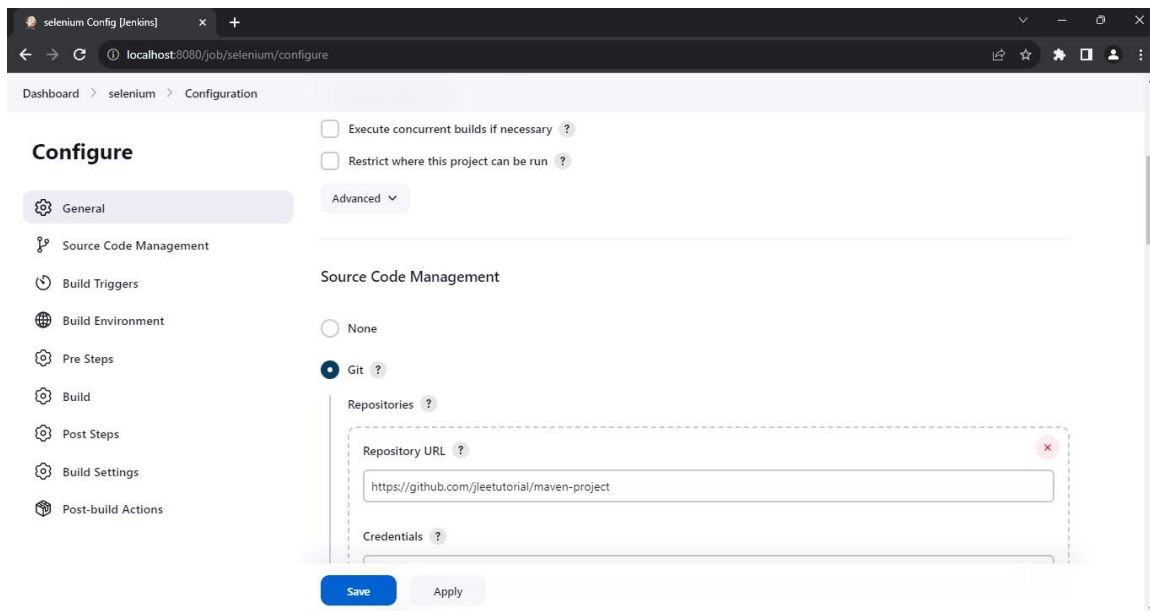 selenium Config [Jenkins]
localhost:8080/job/selenium/configure
Dashboard > selenium > Configuration
Configure
General
Source Code Management
Build Triggers
Build Environment
Pre Steps
Build
Post Steps
Build Settings
Post-build Actions
Execute concurrent builds if necessary ?
Restrict where this project can be run ?
Advanced
Source Code Management
None
Git ?
Repositories ?
Repository URL ?
https://github.com/jleetutorial/maven-project
Credentials ?
Save Apply